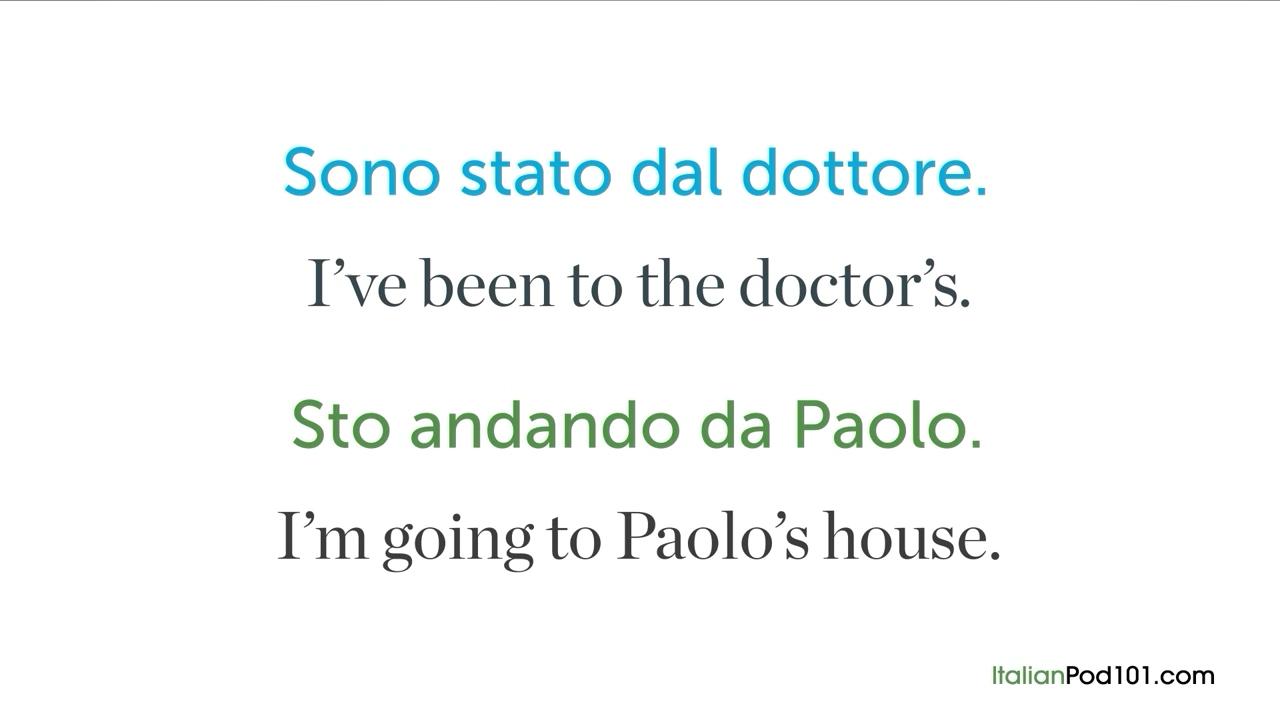 Sono stato dal dottore.
I’ve been to the doctor’s.
Sto andando da Paolo.
I’m going to Paolo’s house.
ItalianPod101.com